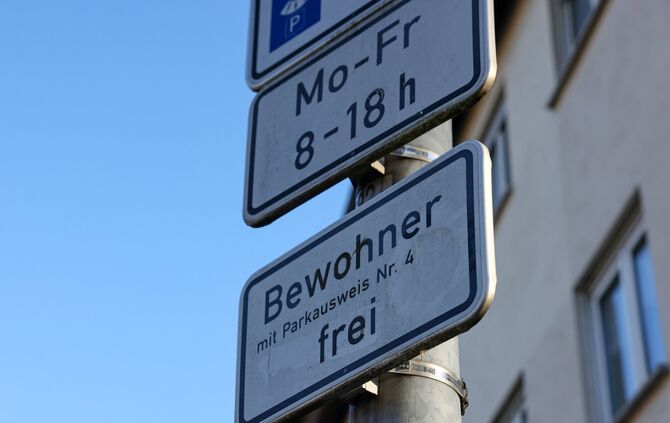 P
Mo-Fr
8-18 h
Bewohner
mit Parkausweis Nr. 4
frei